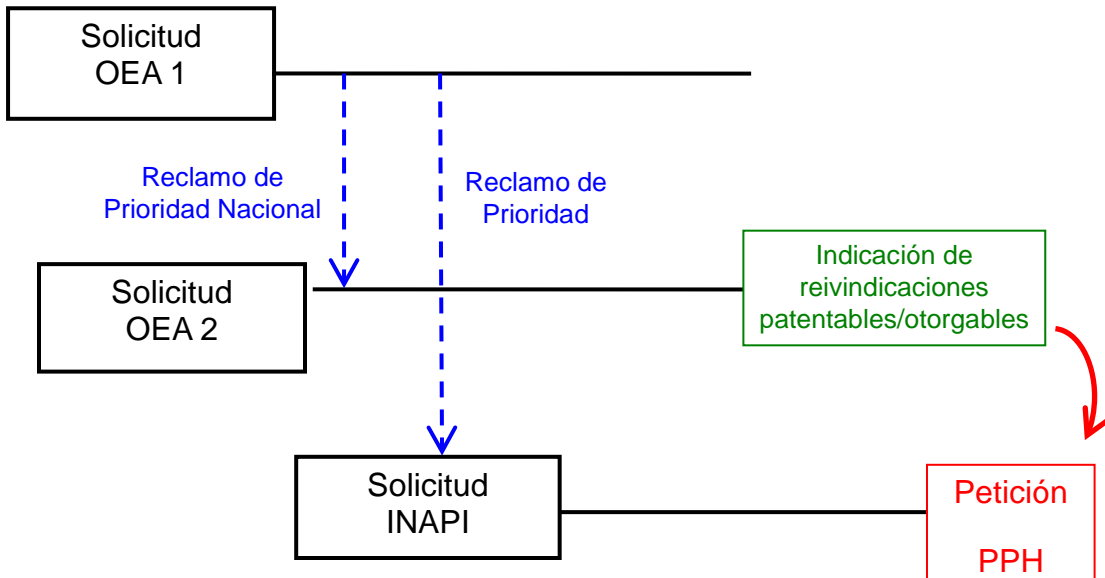 Solicitud
OEA 1
Reclamo de
Prioridad Nacional
Reclamo de
Prioridad
Solicitud
OEA 2
Indicación de
reivindicaciones
patentables/otorgables
Solicitud
INAPI
Petición
PPH